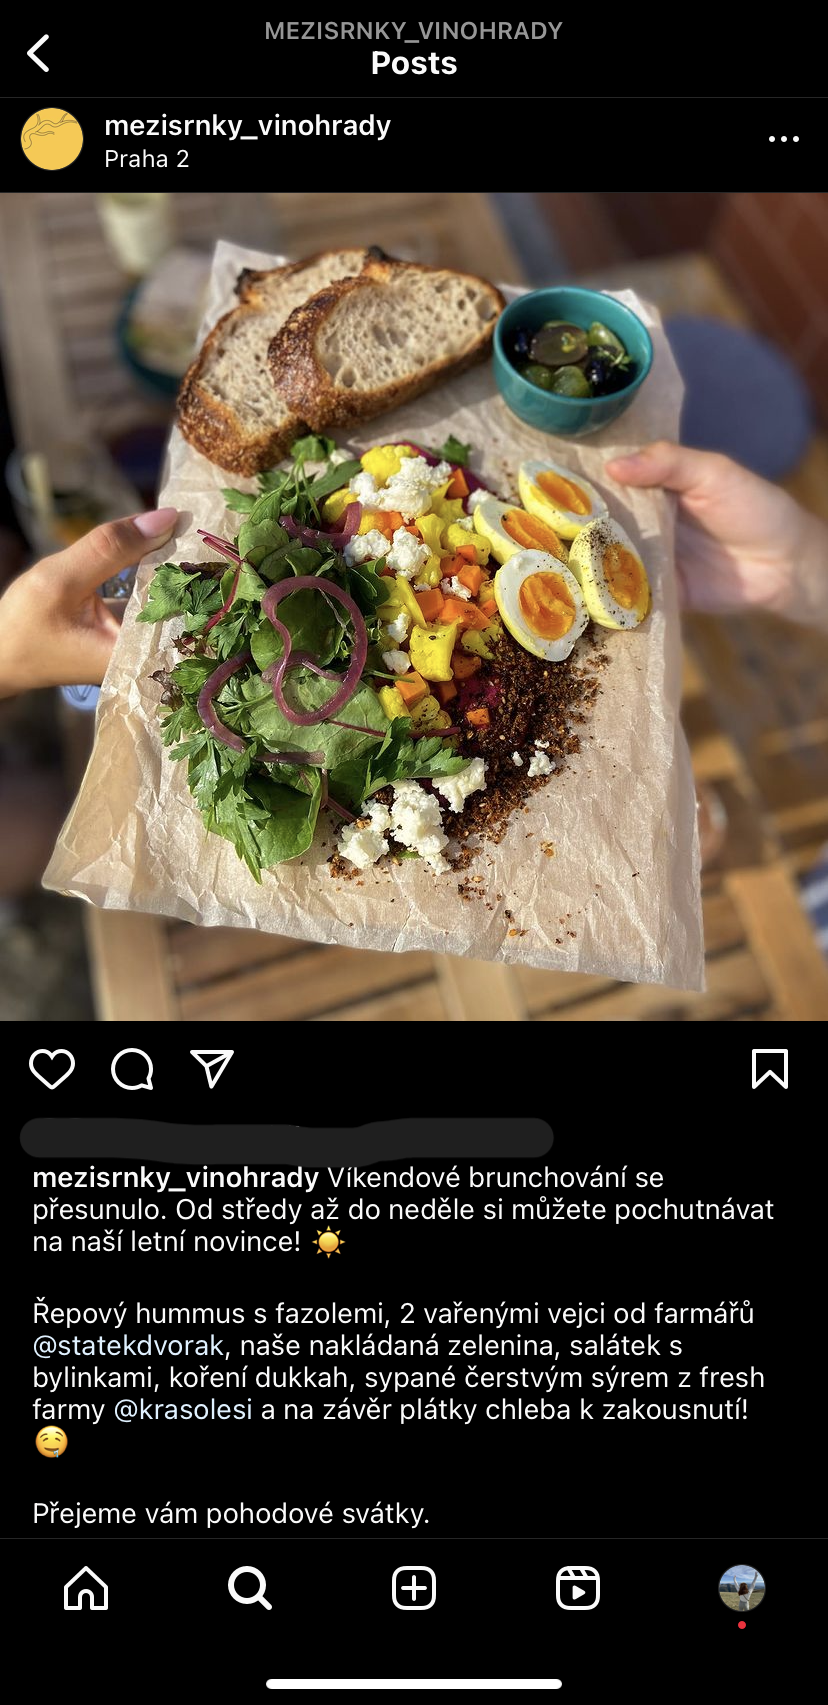 MEZISRNKY_VINOHRADY
Posts
mezisrnky_vinohrady
Praha 2
mezisrnky_vinohrady Víkendové brunchování se
přesunulo. Od středy až do neděle si můžete pochutnávat
na naší letní novince! ☀️
Řepový hummus s fazolemi, 2 vařenými vejci od farmářů
@statekdvorak, naše nakládaná zelenina, salátek s
bylinkami, koření dukkah, sypané čerstvým sýrem z fresh
farmy @krasolesi a na závěr plátky chleba k zakousnutí!
🤤
Přejeme vám pohodové svátky.